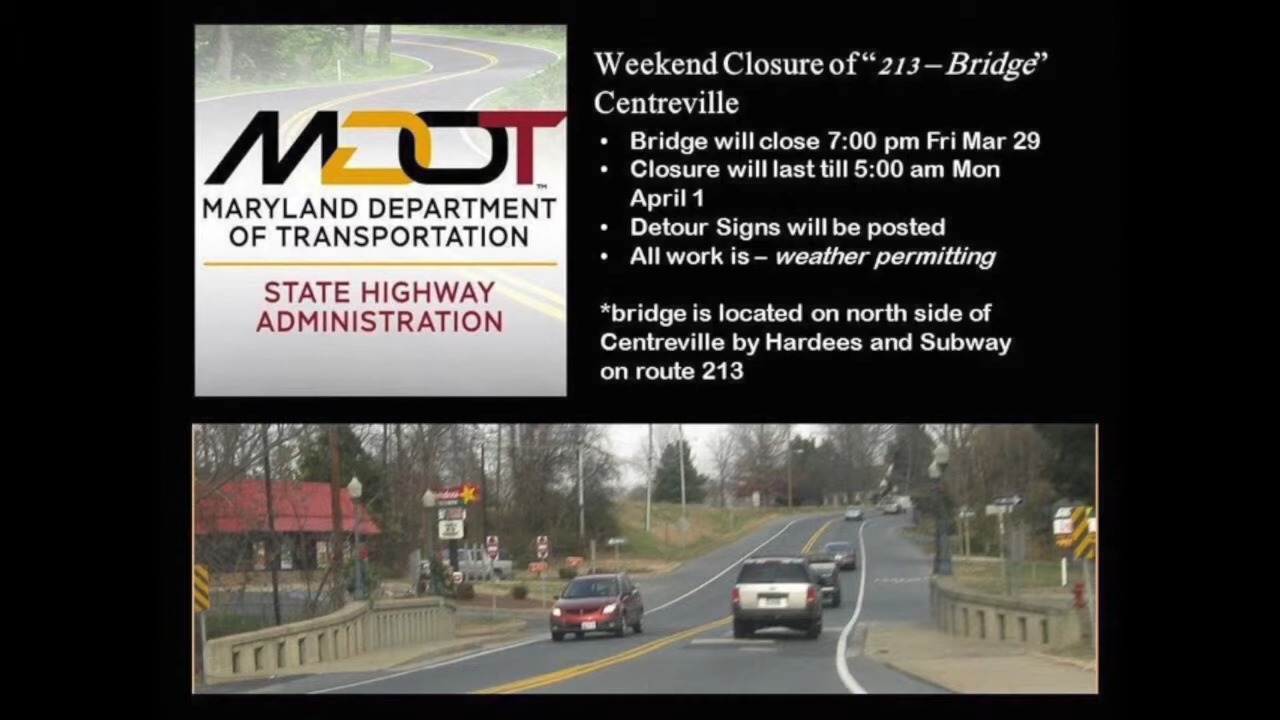 MDOT
™
MARYLAND DEPARTMENT
OF TRANSPORTATION
STATE HIGHWAY
ADMINISTRATION
Weekend Closure of “213 – Bridge”
Centreville
• Bridge will close 7:00 pm Fri Mar 29
• Closure will last till 5:00 am Mon
April 1
• Detour Signs will be posted
• All work is – weather permitting
*bridge is located on north side of
Centreville by Hardees and Subway
on route 213